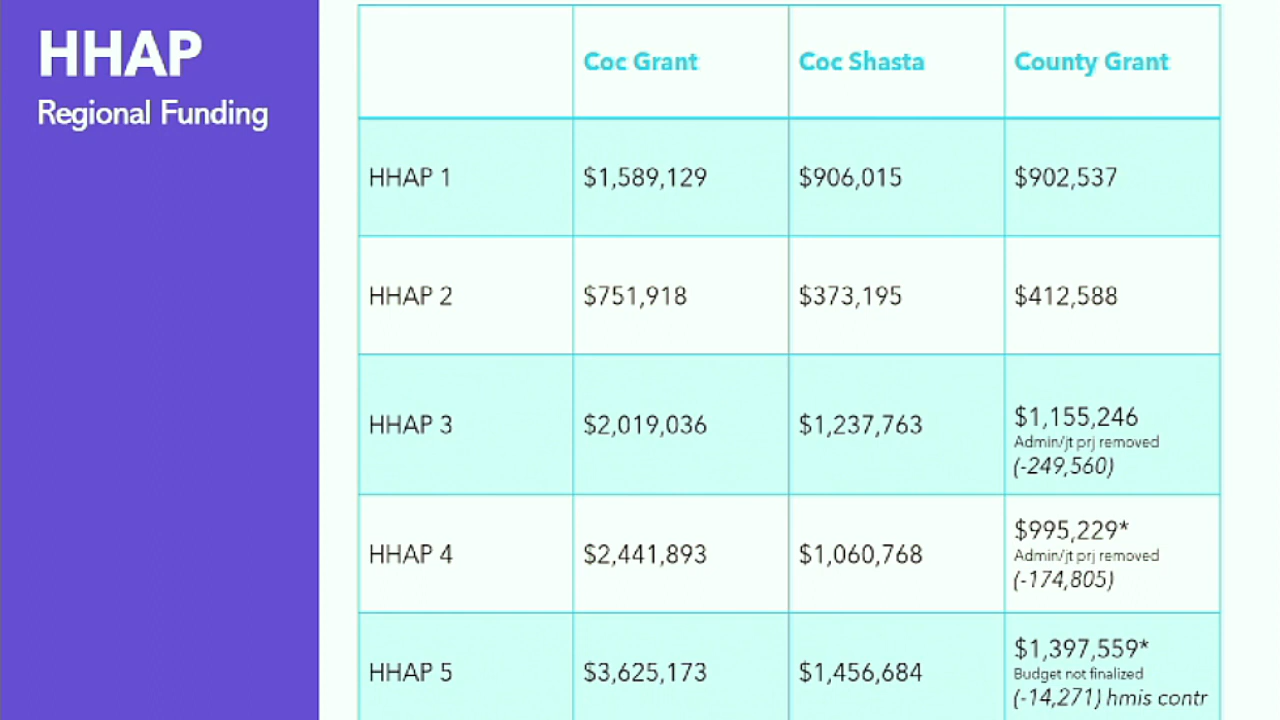 HHAP
Regional Funding
Coc Grant Coc Shasta County Grant
HHAP 1 $1,589,129 $906,015 $902,537
HHAP 2 $751,918 $373,195 $412,588
HHAP 3 $2,019,036 $1,237,763 $1,155,246
Admin/jt prj removed
(-249,560)
HHAP 4 $2,441,893 $1,060,768 $995,229*
Admin/jt prj removed
(-174,805)
HHAP 5 $3,625,173 $1,456,684 $1,397,559*
Budget not finalized
(-14,271) hmis contr